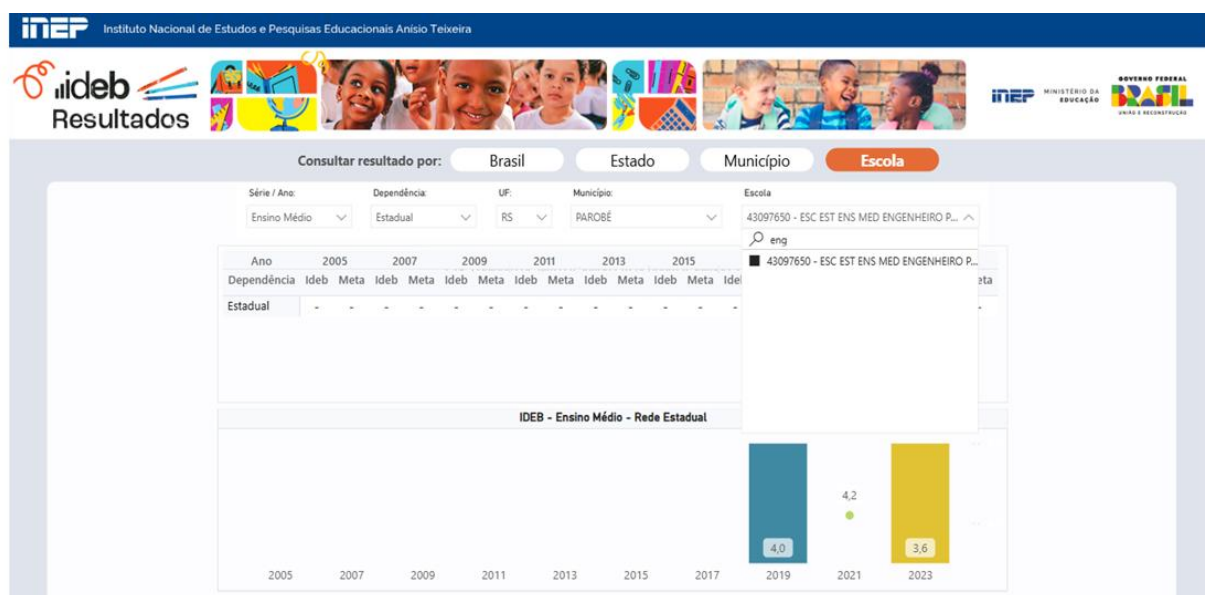 inep Instituto Nacional de Estudos e Pesquisas Educacionais Anísio Teixeira
ideb
Resultados
inep MINISTÉRIO DA EDUCAÇÃO
GOVERNO FEDERAL
BRASIL
UNIÃO E RECONSTRUÇÃO
Consultar resultado por: Brasil Estado Município Escola
Série / Ano: Dependência: UF: Município: Escola
Ensino Médio Estadual RS PAROBÉ 43097650 - ESC EST ENS MED ENGENHEIRO P...
eng
43097650 - ESC EST ENS MED ENGENHEIRO P...
Ano 2005 2007 2009 2011 2013 2015
Dependência Ideb Meta Ideb Meta Ideb Meta Ideb Meta Ideb Meta Ideb Meta Ide eta
Estadual - - - - - - - - - - - - - -
IDEB - Ensino Médio - Rede Estadual
4,2
4,0 3,6
2005 2007 2009 2011 2013 2015 2017 2019 2021 2023